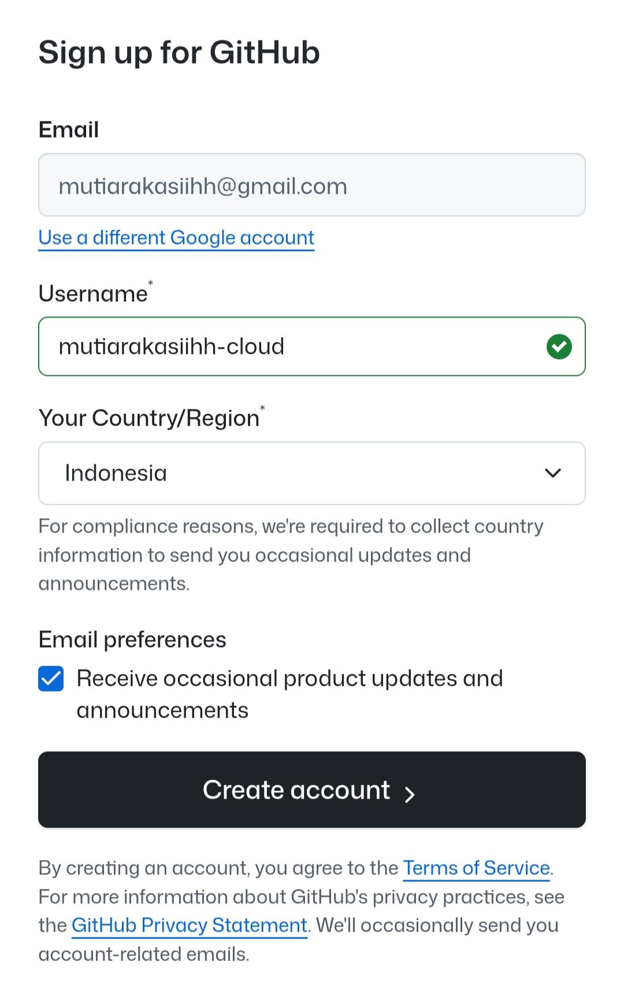 Sign up for GitHub
Email
mutiarakasiihh@gmail.com
Use a different Google account
Username*
mutiarakasiihh-cloud
Your Country/Region*
Indonesia
For compliance reasons, we're required to collect country
information to send you occasional updates and
announcements.
Email preferences
Receive occasional product updates and
announcements
Create account
By creating an account, you agree to the Terms of Service.
For more information about GitHub's privacy practices, see
the GitHub Privacy Statement. We'll occasionally send you
account-related emails.